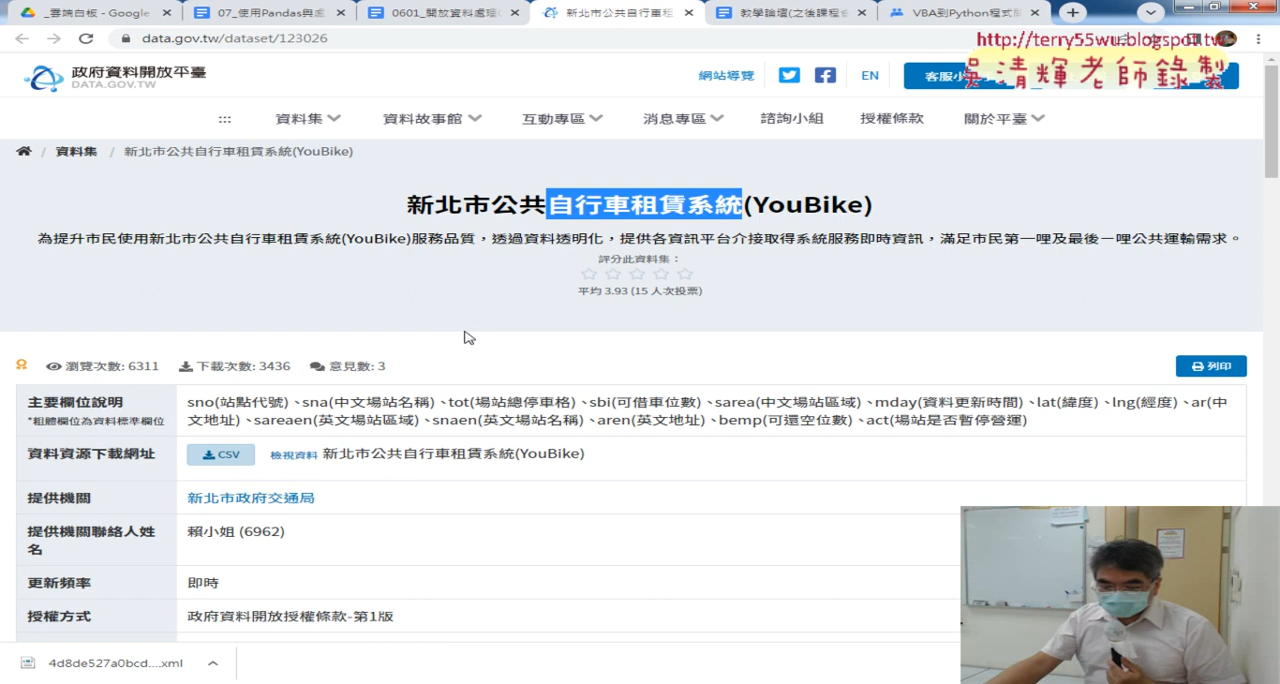 _雲端白板 - Google
07_使用Pandas與處
0601_開放資料處理(
新北市公共自行車租
教學論壇(之後課程會
VBA到Python程式
data.gov.tw/dataset/123026
http://terry55wu.blogspot.tw
吳清輝老師錄製
政府資料開放平臺
DATA.GOV.TW
網站導覽
EN
客服小
:::
資料集
資料故事館
互動專區
消息專區
諮詢小組
授權條款
關於平臺
/ 資料集 / 新北市公共自行車租賃系統(YouBike)
新北市公共自行車租賃系統(YouBike)
為提升市民使用新北市公共自行車租賃系統(YouBike)服務品質，透過資料透明化，提供各資訊平台介接取得系統服務即時資訊，滿足市民第一哩及最後一哩公共運輸需求。
評分此資料集：
平均 3.93 (15 人次投票)
瀏覽次數: 6311 下載次數: 3436 意見數: 3
列印
主要欄位說明
*粗體欄位為資料標準欄位
sno(站點代號)、sna(中文場站名稱)、tot(場站總停車格)、sbi(可借車位數)、sarea(中文場站區域)、mday(資料更新時間)、lat(緯度)、lng(經度)、ar(中
文地址)、sareaen(英文場站區域)、snaen(英文場站名稱)、aren(英文地址)、bemp(可還空位數)、act(場站是否暫停營運)
資料資源下載網址
CSV 檢視資料 新北市公共自行車租賃系統(YouBike)
提供機關
新北市政府交通局
提供機關聯絡人姓
名
賴小姐 (6962)
更新頻率
即時
授權方式
政府資料開放授權條款-第1版
4d8de527a0bcd....xml